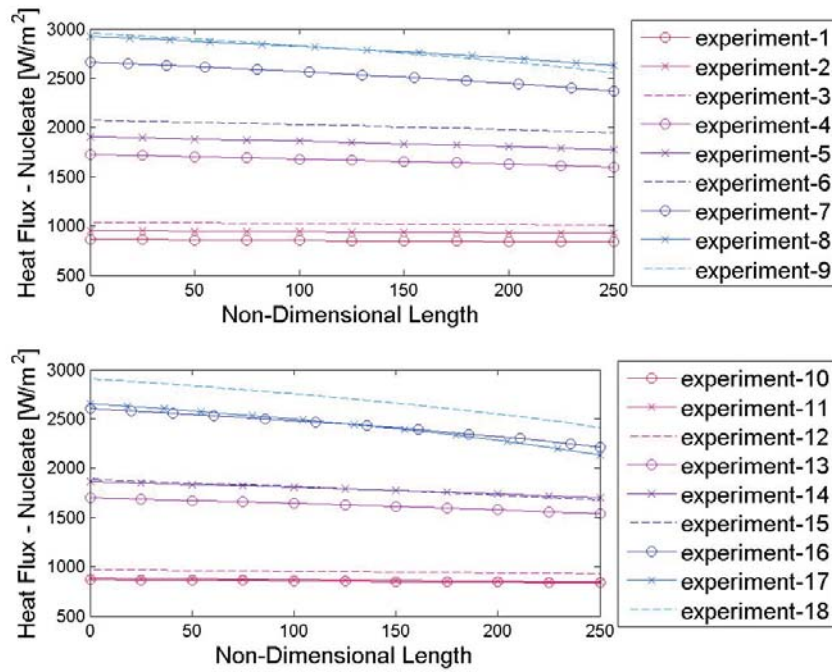 Heat Flux - Nucleate [W/m²]
3000
2500
2000
1500
1000
500
0
50
100
150
200
250
Non-Dimensional Length
experiment-1
experiment-2
experiment-3
experiment-4
experiment-5
experiment-6
experiment-7
experiment-8
experiment-9
Heat Flux - Nucleate [W/m²]
3000
2500
2000
1500
1000
500
0
50
100
150
200
250
Non-Dimensional Length
experiment-10
experiment-11
experiment-12
experiment-13
experiment-14
experiment-15
experiment-16
experiment-17
experiment-18